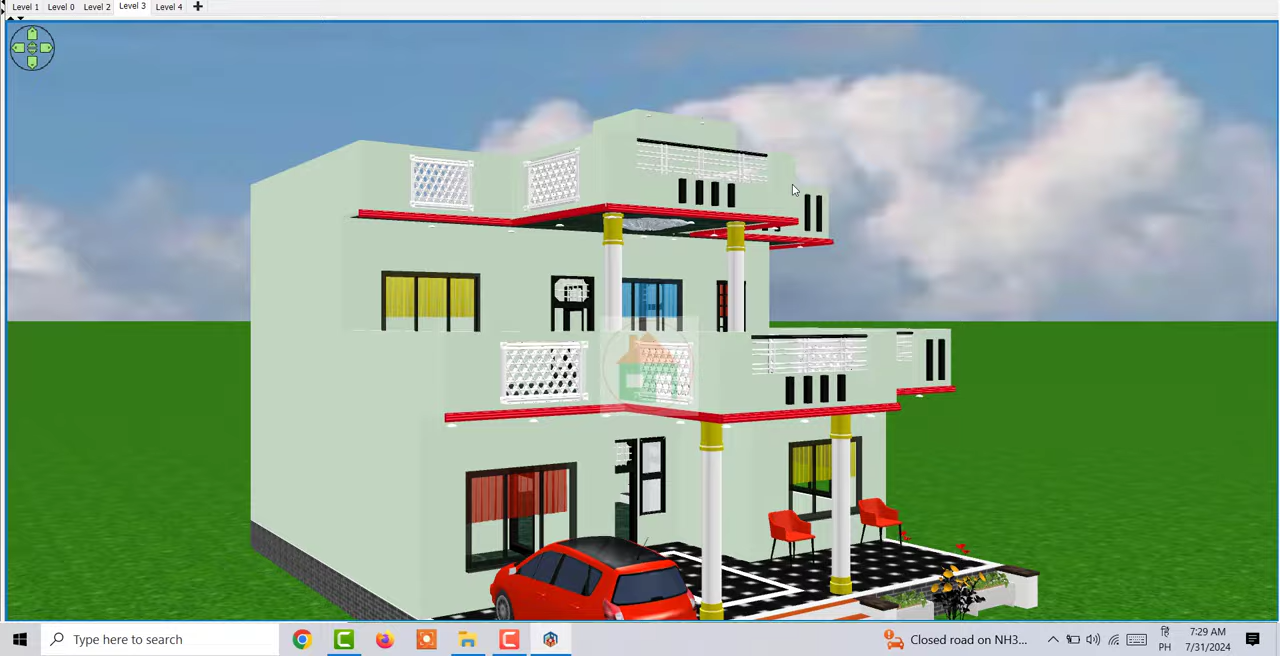 Level 1 Level 0 Level 2 Level 3 Level 4
Type here to search
Closed road on NH3...
हि
PH
7:29 AM
7/31/2024